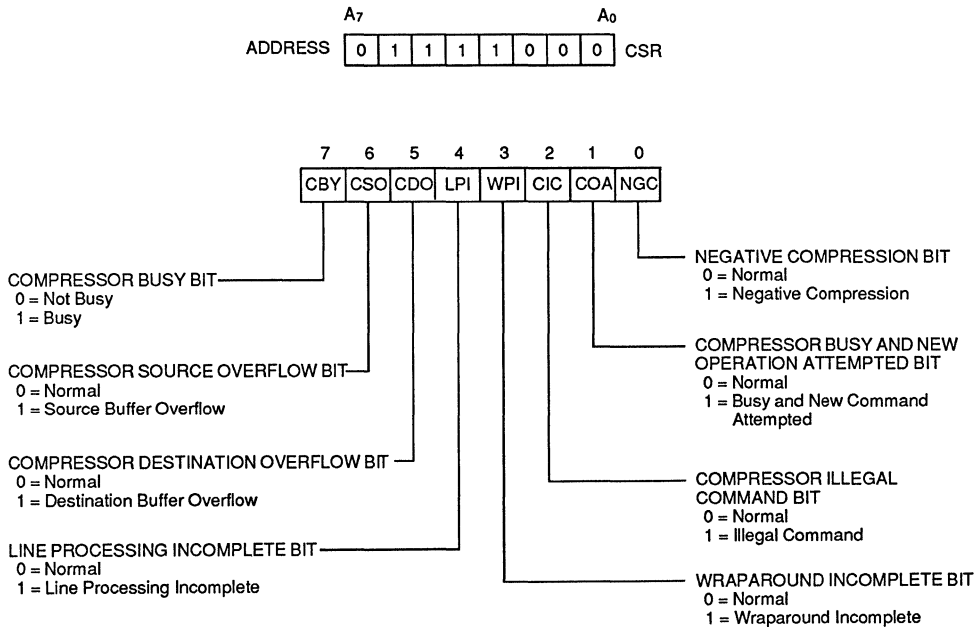 A7 A0
ADDRESS 0 1 1 1 1 0 0 0 CSR
7 6 5 4 3 2 1 0
CBY CSO CDO LPI WPI CIC COA NGC
COMPRESSOR BUSY BIT
0 = Not Busy
1 = Busy
COMPRESSOR SOURCE OVERFLOW BIT
0 = Normal
1 = Source Buffer Overflow
COMPRESSOR DESTINATION OVERFLOW BIT
0 = Normal
1 = Destination Buffer Overflow
LINE PROCESSING INCOMPLETE BIT
0 = Normal
1 = Line Processing Incomplete
NEGATIVE COMPRESSION BIT
0 = Normal
1 = Negative Compression
COMPRESSOR BUSY AND NEW
OPERATION ATTEMPTED BIT
0 = Normal
1 = Busy and New Command
Attempted
COMPRESSOR ILLEGAL
COMMAND BIT
0 = Normal
1 = Illegal Command
WRAPAROUND INCOMPLETE BIT
0 = Normal
1 = Wraparound Incomplete